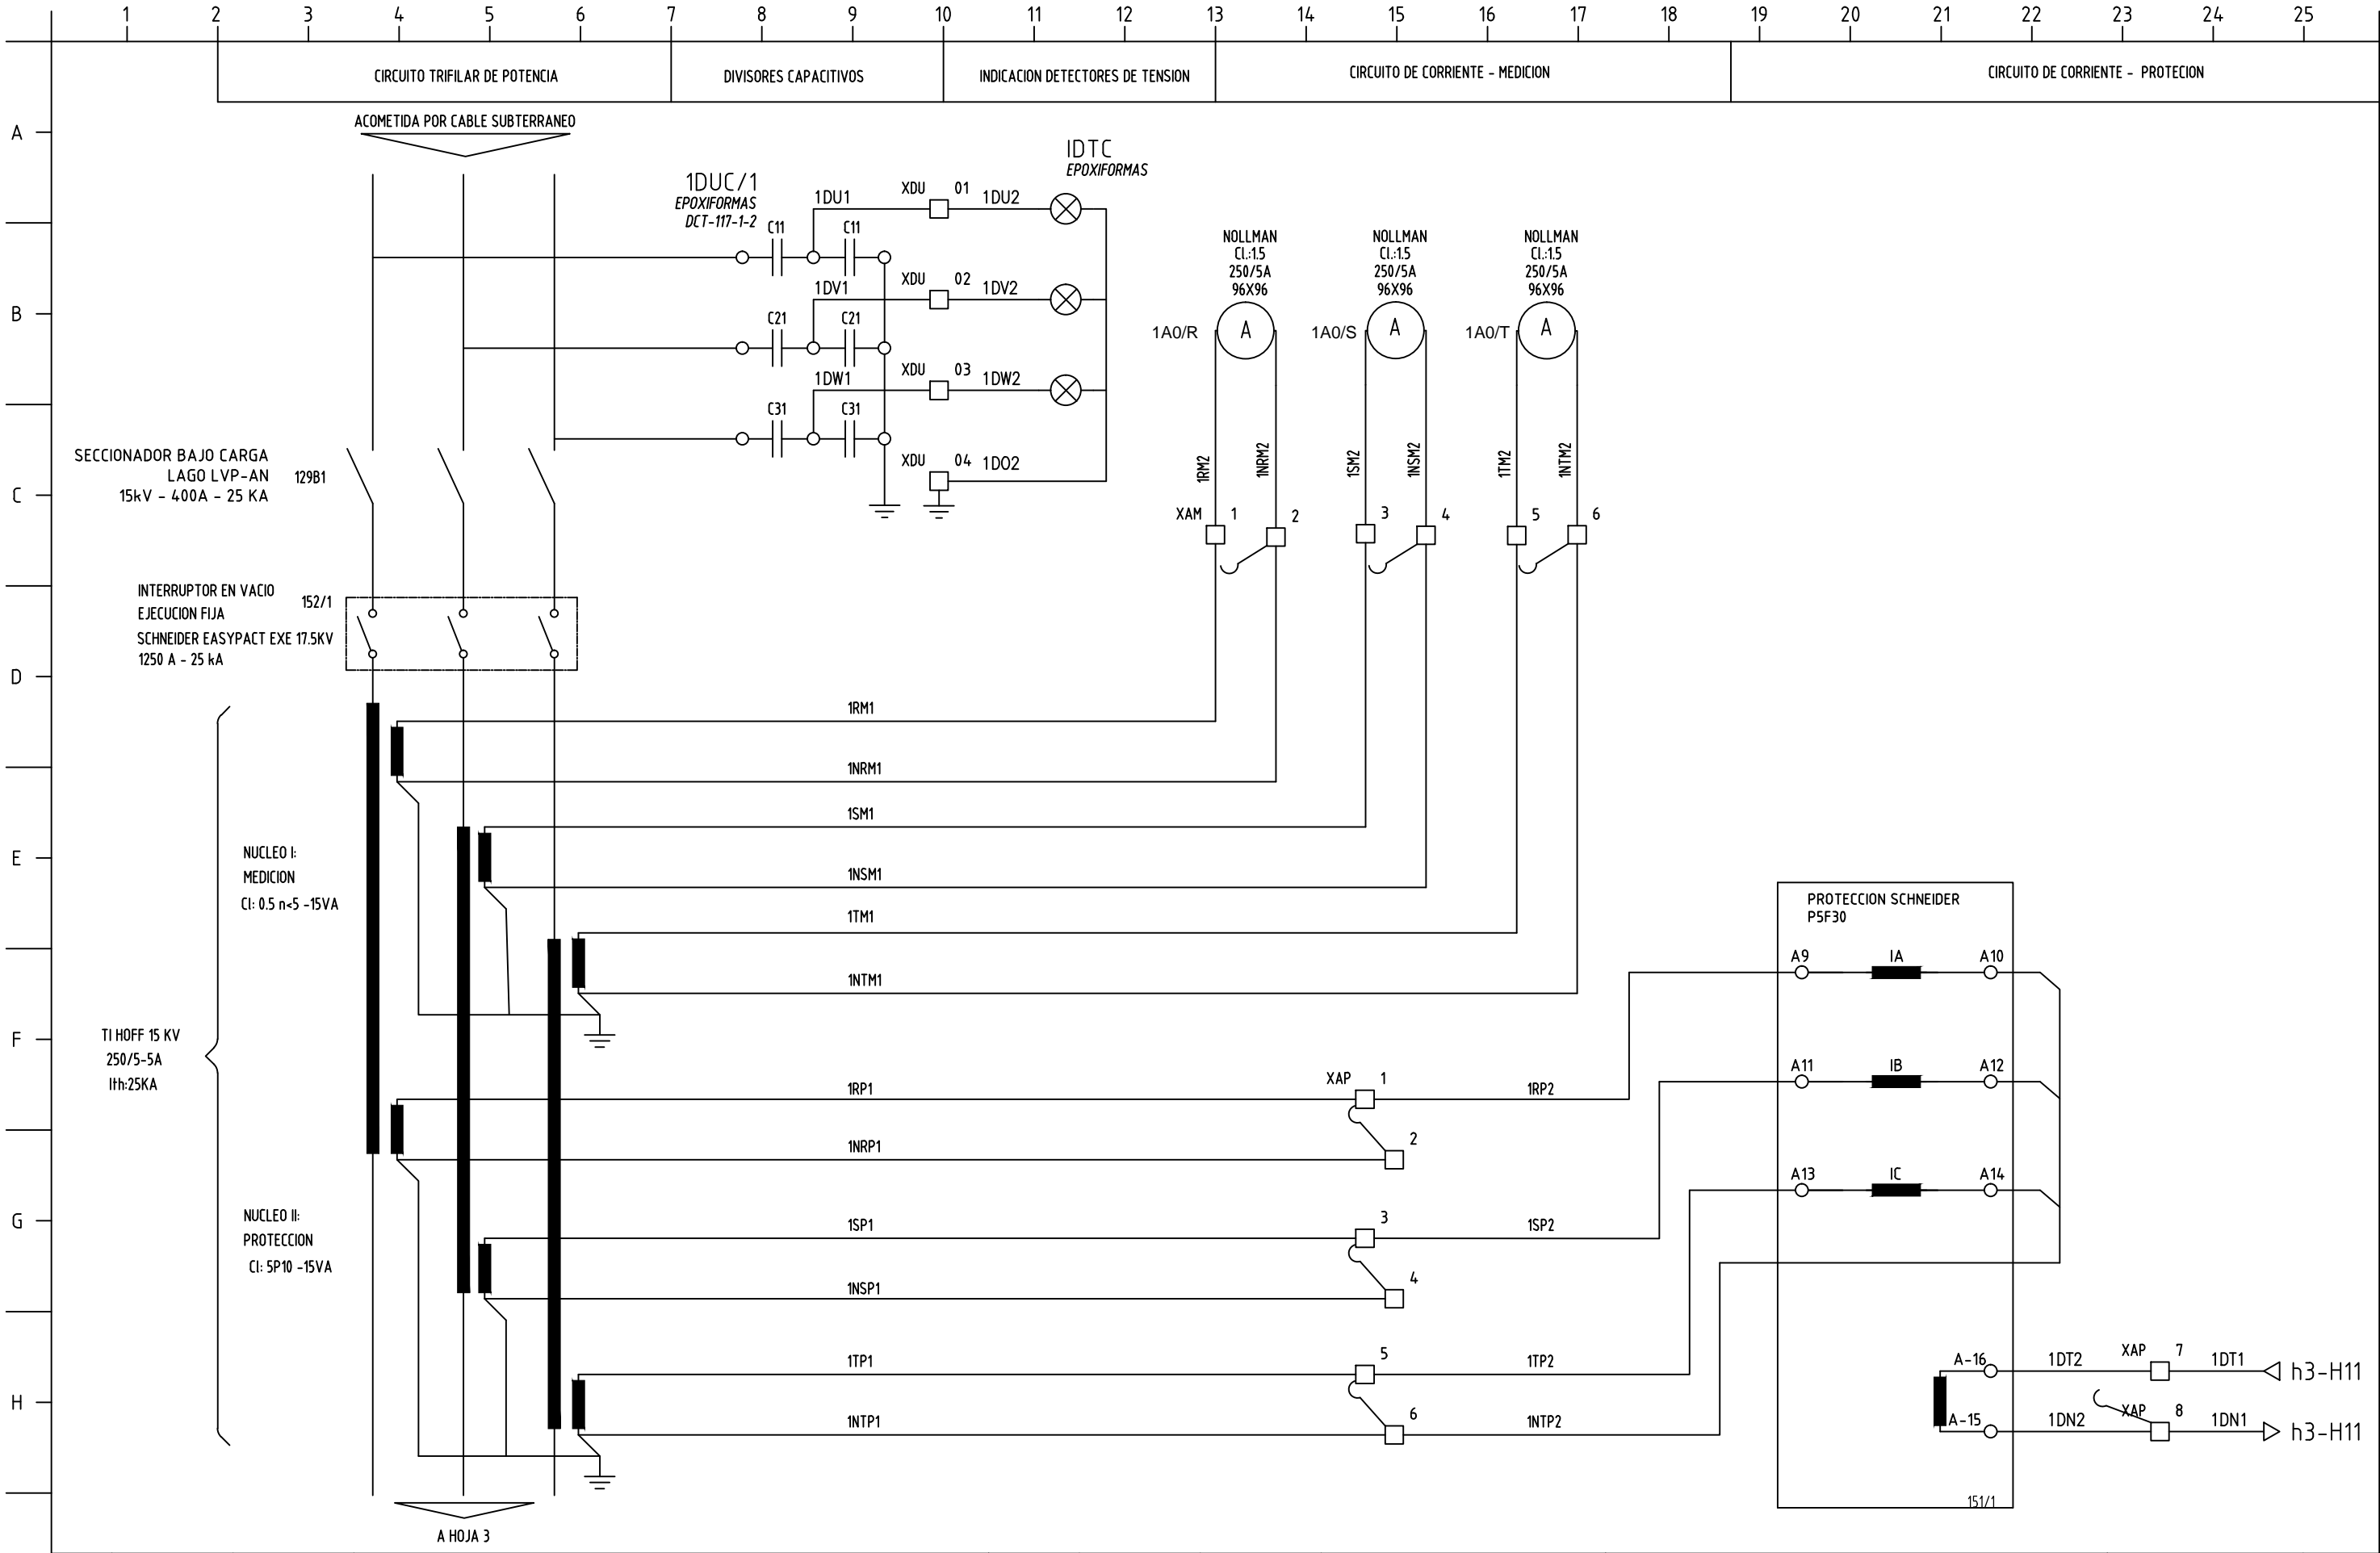 1 2 3 4 5 6 7 8 9 10 11 12 13 14 15 16 17 18 19 20 21 22 23 24 25
CIRCUITO TRIFILAR DE POTENCIA
DIVISORES CAPACITIVOS
INDICACION DETECTORES DE TENSION
CIRCUITO DE CORRIENTE - MEDICION
CIRCUITO DE CORRIENTE - PROTECION
A
B
C
D
E
F
G
H
ACOMETIDA POR CABLE SUBTERRANEO
1DUC/1
EPOXIFORMAS
DCT-117-1-2
IDTC
EPOXIFORMAS
1DU1
XDU 01
1DU2
C11
C11
1DV1
XDU 02
1DV2
C21
C21
1DW1
XDU 03
1DW2
C31
C31
XDU 04
1DO2
NOLLMAN
Cl.:1.5
250/5A
96X96
1A0/R
A
NOLLMAN
Cl.:1.5
250/5A
96X96
1A0/S
A
NOLLMAN
Cl.:1.5
250/5A
96X96
1A0/T
A
1RM2
1NRM2
1SM2
1NSM2
1TM2
1NTM2
XAM 1
2
3
4
5
6
SECCIONADOR BAJO CARGA
LAGO LVP-AN
15kV - 400A - 25 KA
129B1
INTERRUPTOR EN VACIO
EJECUCION FIJA
SCHNEIDER EASYPACT EXE 17.5KV
1250 A - 25 kA
152/1
1RM1
1NRM1
1SM1
1NSM1
1TM1
1NTM1
NUCLEO I:
MEDICION
Cl: 0.5 n<5 -15VA
TI HOFF 15 KV
250/5-5A
Ith:25KA
NUCLEO II:
PROTECCION
Cl: 5P10 -15VA
1RP1
XAP 1
1RP2
1NRP1
2
1SP1
3
1SP2
1NSP1
4
1TP1
5
1TP2
1NTP1
6
1NTP2
PROTECCION SCHNEIDER
P5F30
A9
IA
A10
A11
IB
A12
A13
IC
A14
A-16
1DT2
XAP 7
1DT1
h3-H11
A-15
1DN2
XAP 8
1DN1
h3-H11
151/1
A HOJA 3